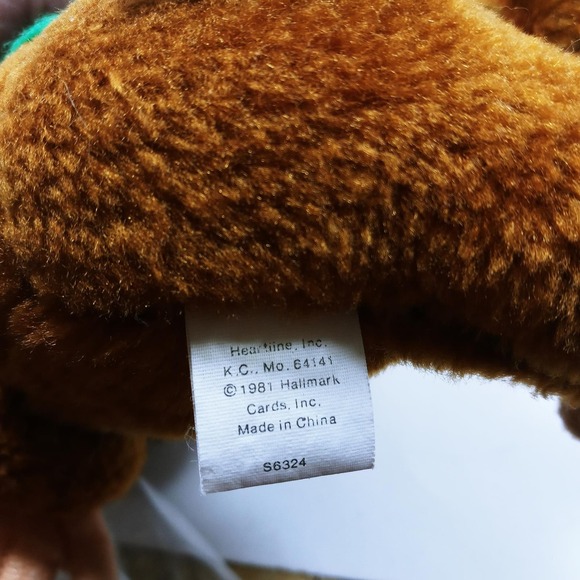 Heartline, Inc.
K.C., Mo. 64141
©1981 Hallmark
Cards, Inc.
Made in China
S6324